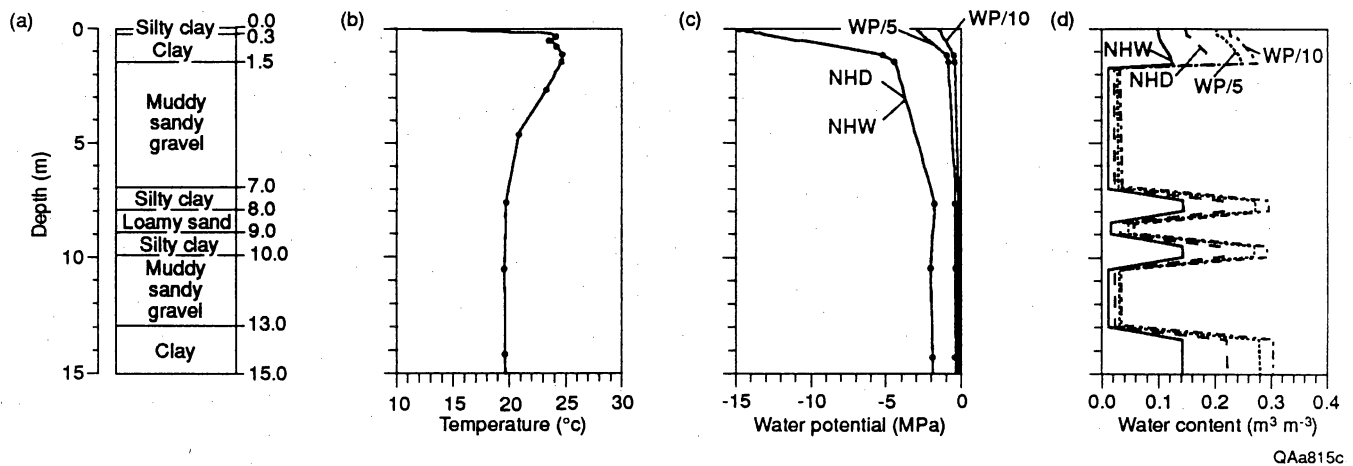 (a)
Silty clay
0.0
0.3
Clay
1.5
Muddy
sandy
gravel
7.0
Silty clay
8.0
Loamy sand
9.0
Silty clay
10.0
Muddy
sandy
gravel
13.0
Clay
15.0
0
5
10
15
Depth (m)
(b)
10 20 30
Temperature (°c)
(c)
WP/5
WP/10
NHD
NHW
-15 -10 -5 0
Water potential (MPa)
(d)
NHW
NHD
WP/5
WP/10
0.0 0.1 0.2 0.3 0.4
Water content (m³ m⁻³)
QAa815c